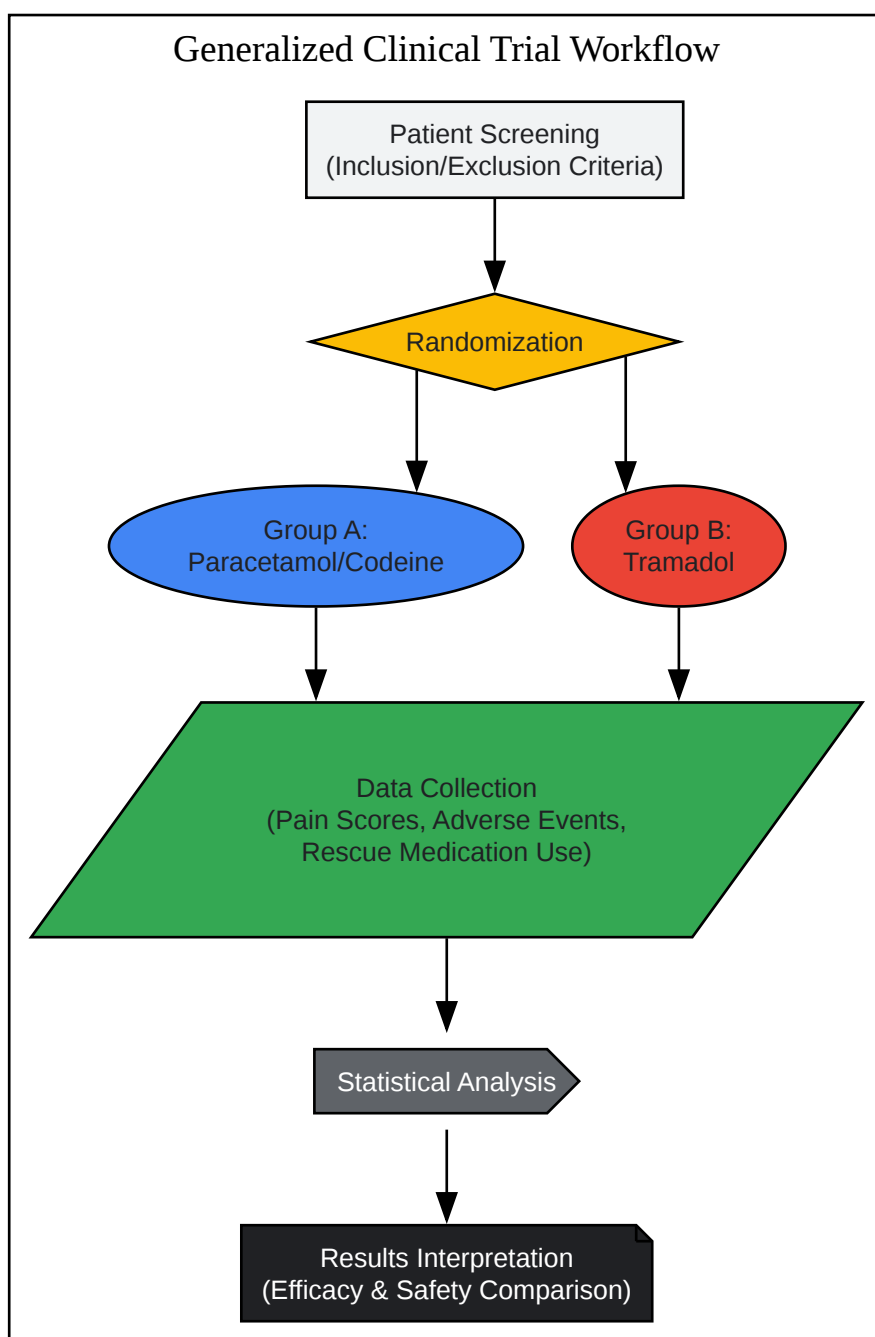 Generalized Clinical Trial Workflow
Patient Screening
(Inclusion/Exclusion Criteria)
Randomization
Group A:
Paracetamol/Codeine
Group B:
Tramadol
Data Collection
(Pain Scores, Adverse Events,
Rescue Medication Use)
Statistical Analysis
Results Interpretation
(Efficacy & Safety Comparison)